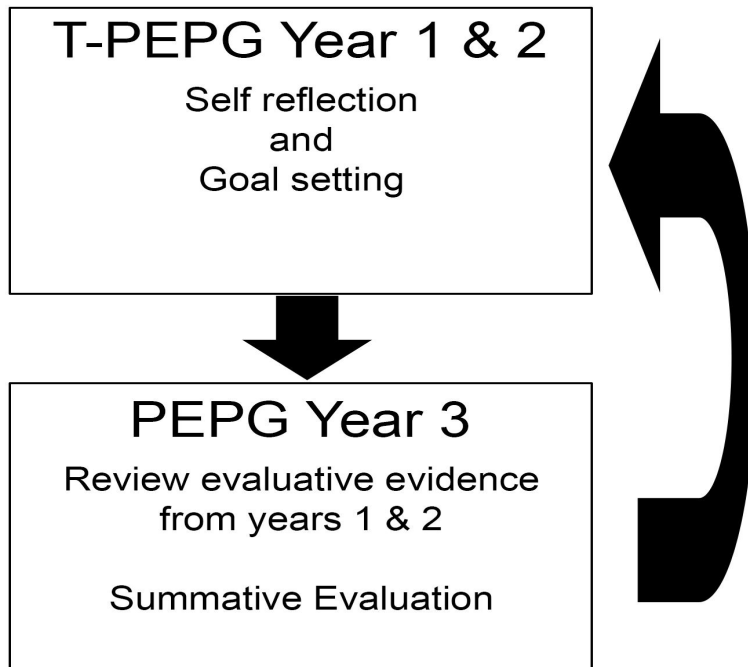 T-PEPG Year 1 & 2
Self reflection
and
Goal setting
PEPG Year 3
Review evaluative evidence
from years 1 & 2
Summative Evaluation